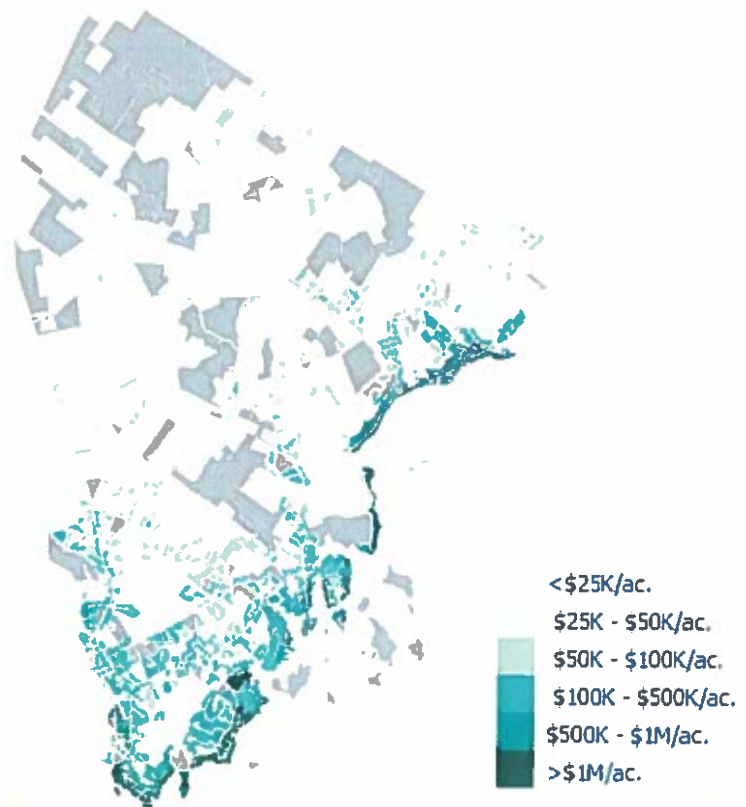 <$25K/ac.
$25K - $50K/ac.
$50K - $100K/ac.
$100K - $500K/ac.
$500K - $1M/ac.
>$1M/ac.